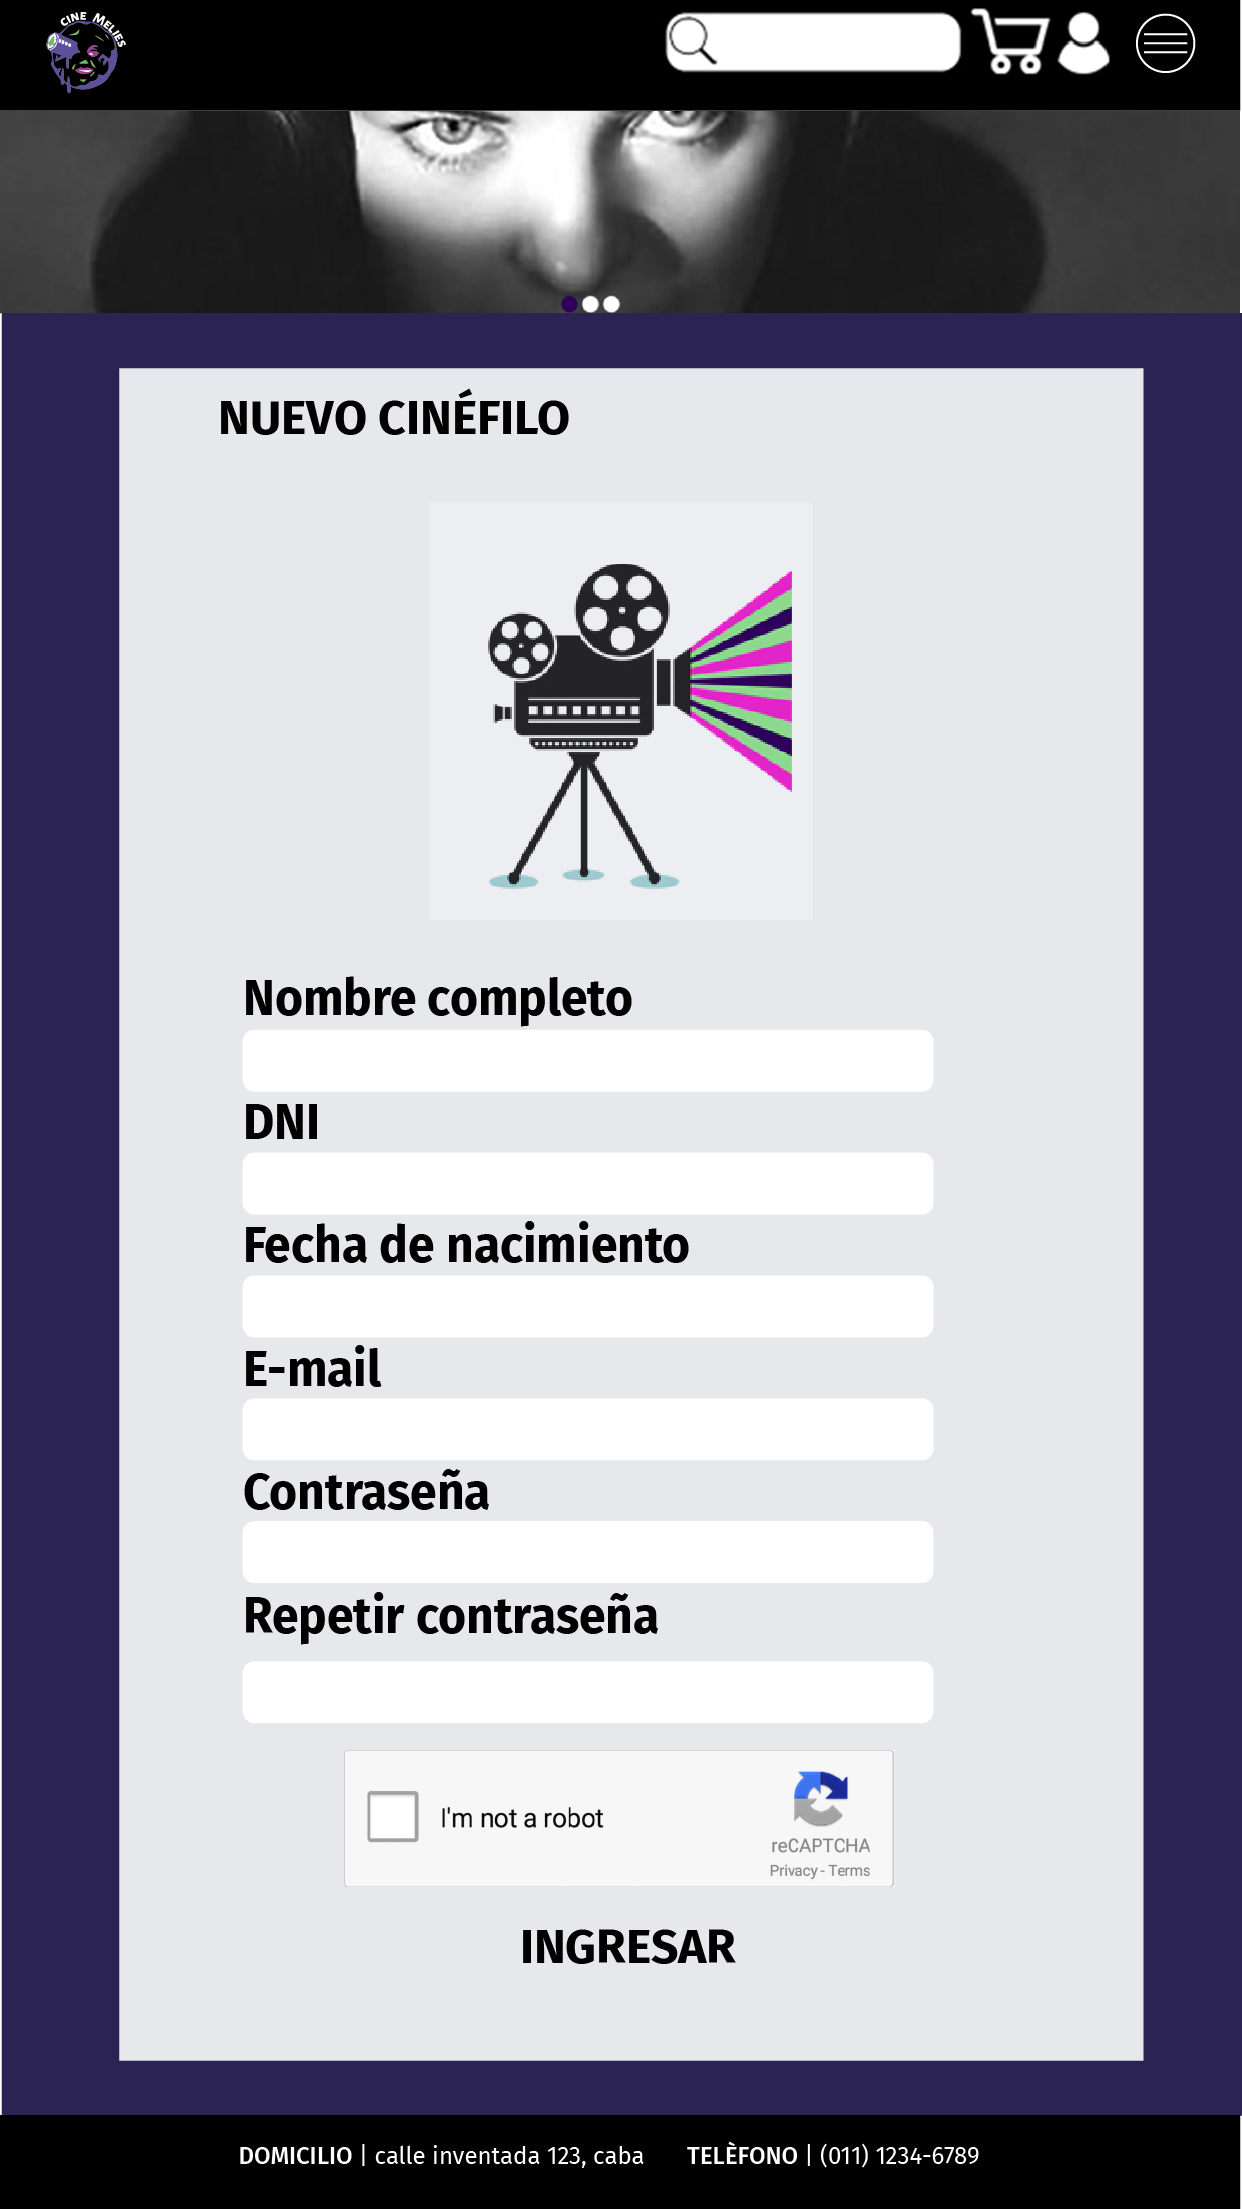 CINE MELIES
NUEVO CINÉFILO
Nombre completo
DNI
Fecha de nacimiento
E-mail
Contraseña
Repetir contraseña
I'm not a robot
reCAPTCHA
Privacy - Terms
INGRESAR
DOMICILIO | calle inventada 123, caba TELÈFONO | (011) 1234-6789